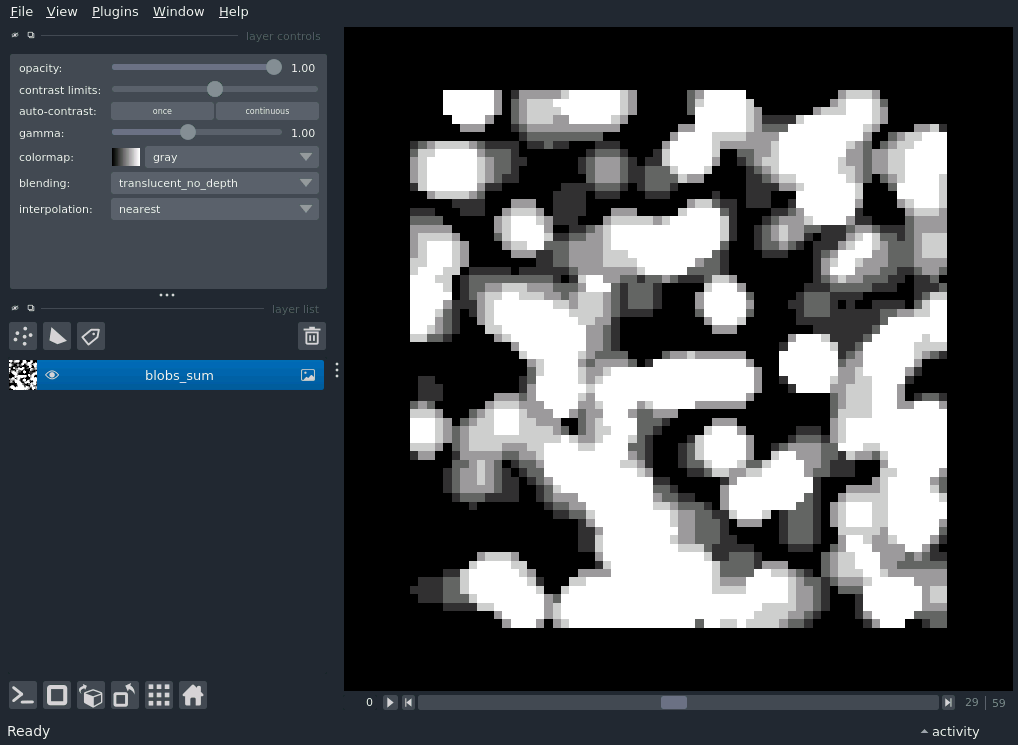 File View Plugins Window Help
layer controls
opacity: 1.00
contrast limits:
auto-contrast: once continuous
gamma: 1.00
colormap: gray
blending: translucent_no_depth
interpolation: nearest
layer list
blobs_sum
0 29 59
Ready activity